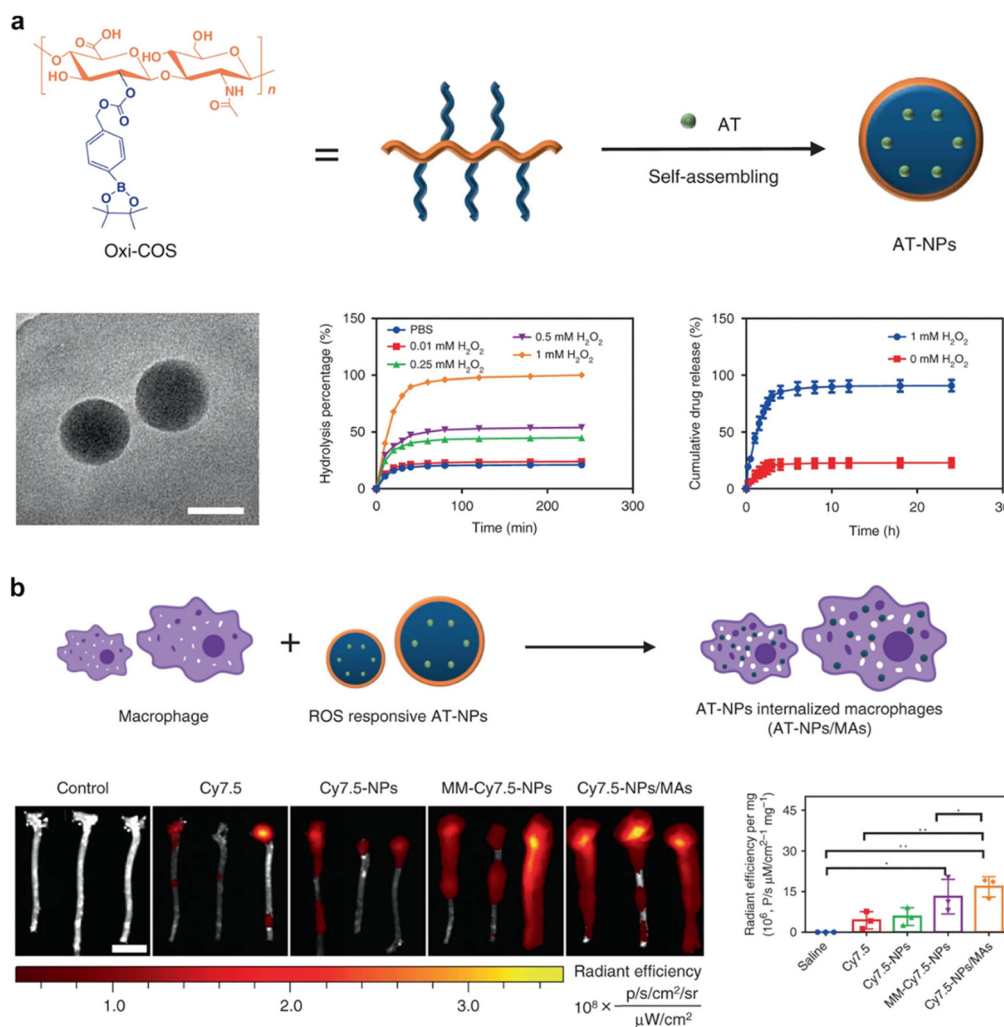 a
COOH
HO
O
HO
O
O
O
HO
OH
O
O
NH
O
n
O
O
B
O
O
Oxi-COS
=
AT
Self-assembling
AT-NPs
Hydrolysis percentage (%)
150
100
50
0
PBS
0.01 mM H₂O₂
0.25 mM H₂O₂
0.5 mM H₂O₂
1 mM H₂O₂
0 100 200 300
Time (min)
Cumulative drug release (%)
150
100
50
0
1 mM H₂O₂
0 mM H₂O₂
0 10 20 30
Time (h)
b
+
Macrophage
ROS responsive AT-NPs
AT-NPs internalized macrophages
(AT-NPs/MAs)
Control Cy7.5 Cy7.5-NPs MM-Cy7.5-NPs Cy7.5-NPs/MAs
1.0 2.0 3.0
Radiant efficiency
10⁸ × p/s/cm²/sr
µW/cm²
Radiant efficiency per mg
(10⁶, P/s µM/cm²⁻¹ mg⁻¹)
45
30
15
0
*
**
**
*
Saline
Cy7.5
Cy7.5-NPs
MM-Cy7.5-NPs
Cy7.5-NPs/MAs